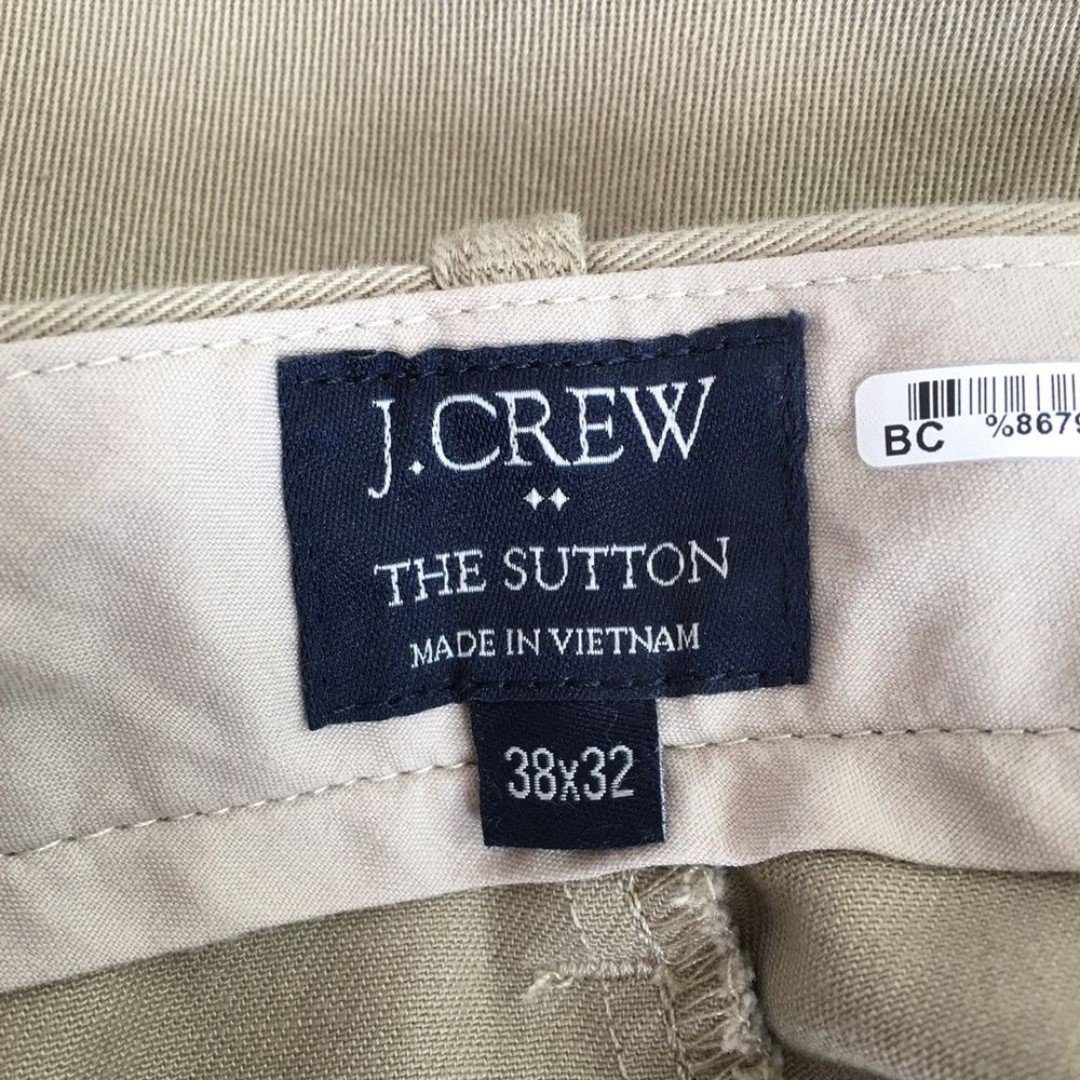 J.CREW
THE SUTTON
MADE IN VIETNAM
38x32
BC %8679